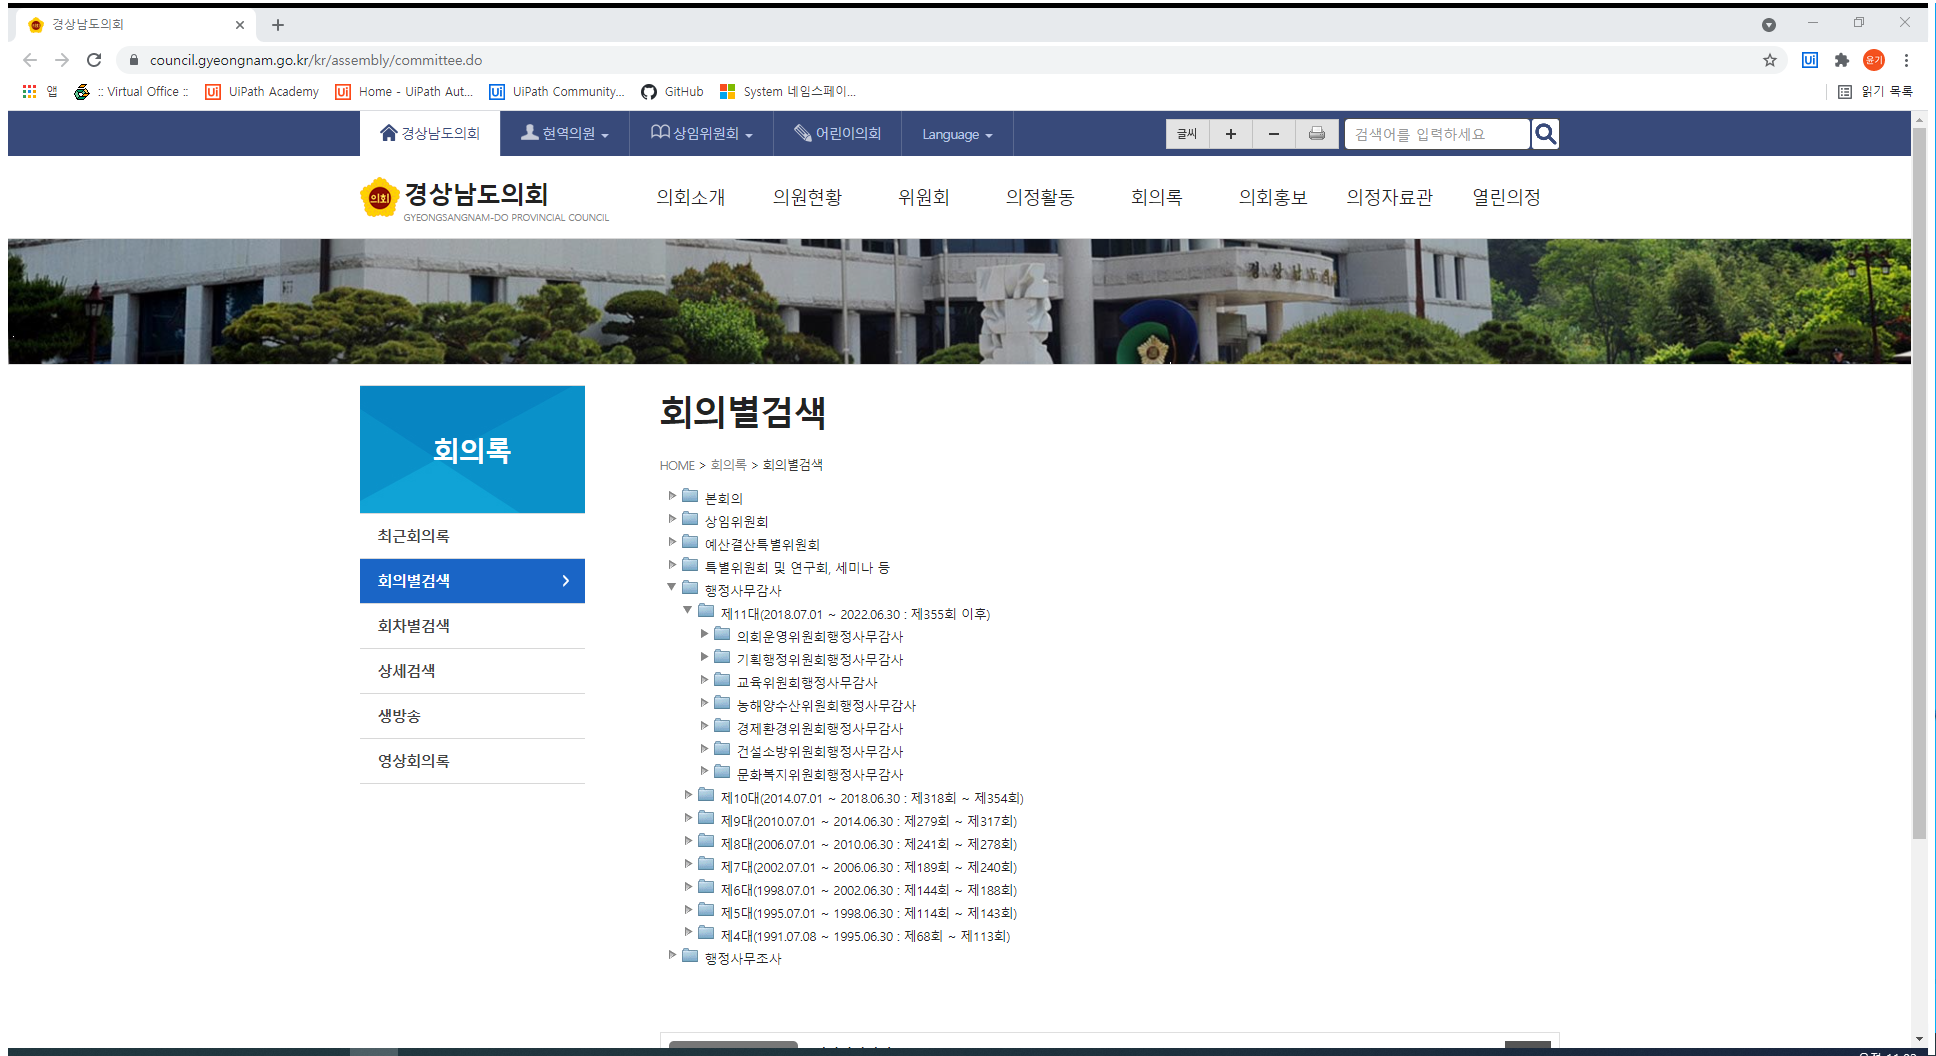 경상남도의회
council.gyeongnam.go.kr/kr/assembly/committee.do
윤기
앱 :: Virtual Office :: UiPath Academy Home - UiPath Aut... UiPath Community... GitHub System 네임스페이... 읽기 목록
경상남도의회 현역의원 상임위원회 어린이의회 Language 글씨 + - 검색어를 입력하세요
의회 경상남도의회
GYEONGSANGNAM-DO PROVINCIAL COUNCIL
의회소개 의원현황 위원회 의정활동 회의록 의회홍보 의정자료관 열린의정
회의록
최근회의록
회의별검색
회차별검색
상세검색
생방송
영상회의록
회의별검색
HOME > 회의록 > 회의별검색
본회의
상임위원회
예산결산특별위원회
특별위원회 및 연구회, 세미나 등
행정사무감사
제11대(2018.07.01 ~ 2022.06.30 : 제355회 이후)
의회운영위원회행정사무감사
기획행정위원회행정사무감사
교육위원회행정사무감사
농해양수산위원회행정사무감사
경제환경위원회행정사무감사
건설소방위원회행정사무감사
문화복지위원회행정사무감사
제10대(2014.07.01 ~ 2018.06.30 : 제318회 ~ 제354회)
제9대(2010.07.01 ~ 2014.06.30 : 제279회 ~ 제317회)
제8대(2006.07.01 ~ 2010.06.30 : 제241회 ~ 제278회)
제7대(2002.07.01 ~ 2006.06.30 : 제189회 ~ 제240회)
제6대(1998.07.01 ~ 2002.06.30 : 제144회 ~ 제188회)
제5대(1995.07.01 ~ 1998.06.30 : 제114회 ~ 제143회)
제4대(1991.07.08 ~ 1995.06.30 : 제68회 ~ 제113회)
행정사무조사